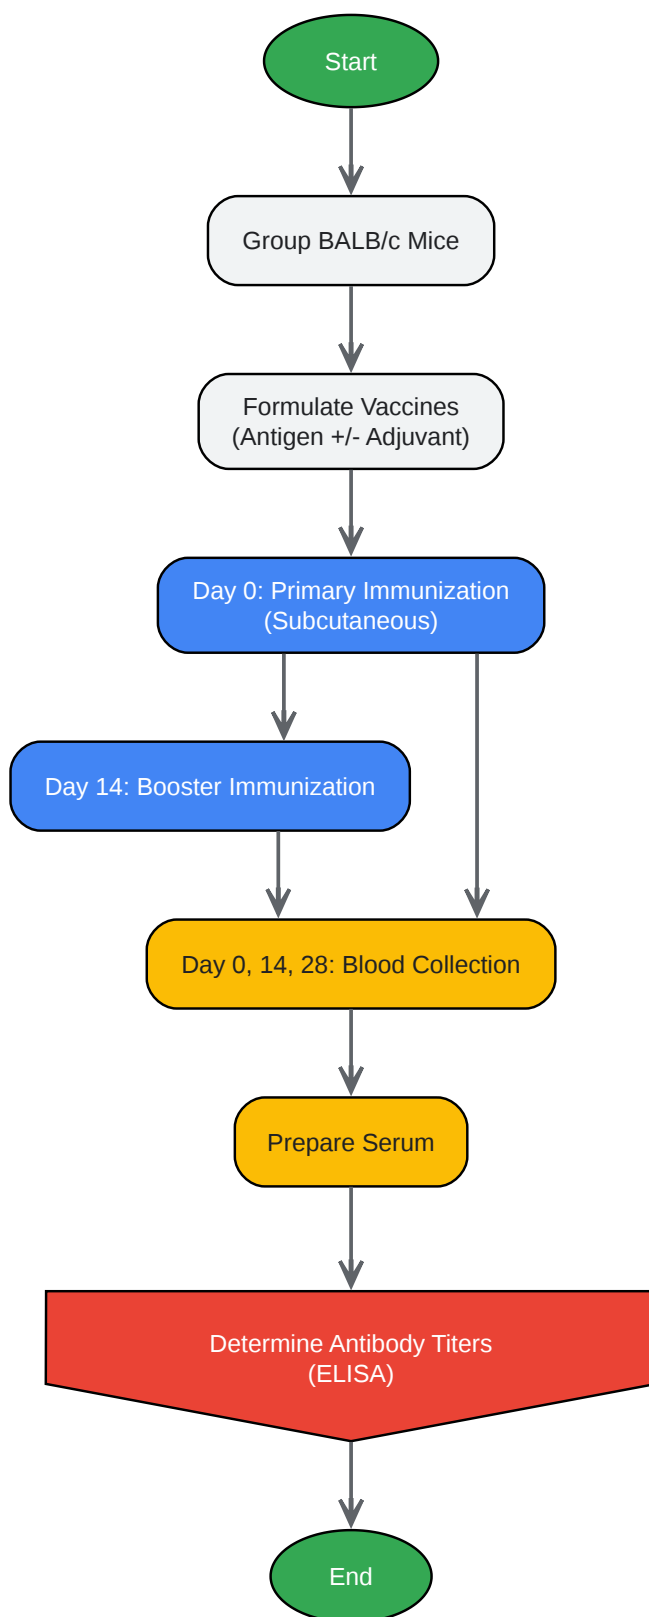 Start
Group BALB/c Mice
Formulate Vaccines
(Antigen +/- Adjuvant)
Day 0: Primary Immunization
(Subcutaneous)
Day 14: Booster Immunization
Day 0, 14, 28: Blood Collection
Prepare Serum
Determine Antibody Titers
(ELISA)
End